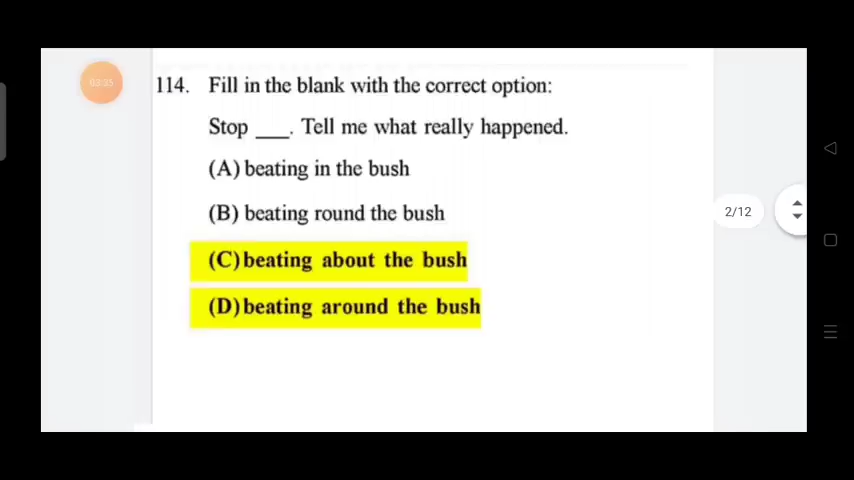 114. Fill in the blank with the correct option:
Stop ___. Tell me what really happened.
(A) beating in the bush
(B) beating round the bush
(C) beating about the bush
(D) beating around the bush
2/12